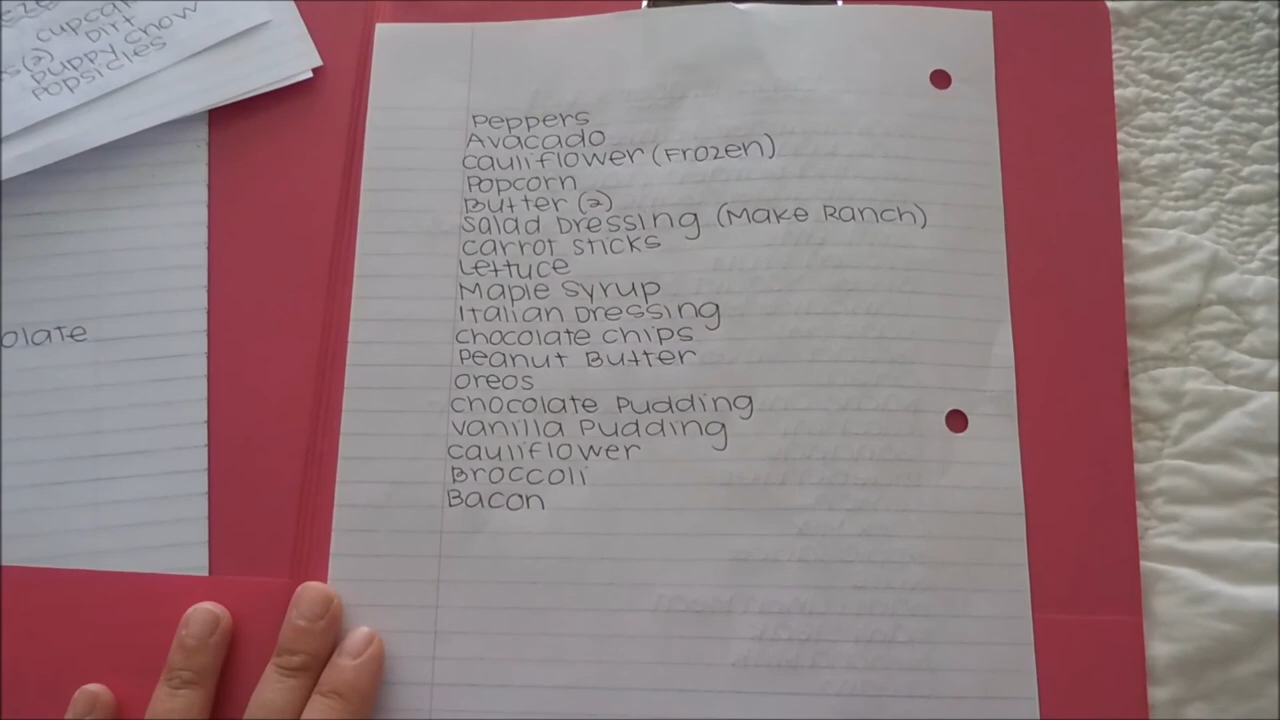 cupca
Dirt
s(2) puppy chow
popsicles
olate
Peppers
Avacado
cauliflower (Frozen)
Popcorn
Butter (2)
Salad Dressing (Make Ranch)
carrot sticks
Lettuce
Maple Syrup
Italian Dressing
chocolate chips
Peanut Butter
oreos
chocolate Pudding
vanilla Pudding
cauliflower
Broccoli
Bacon